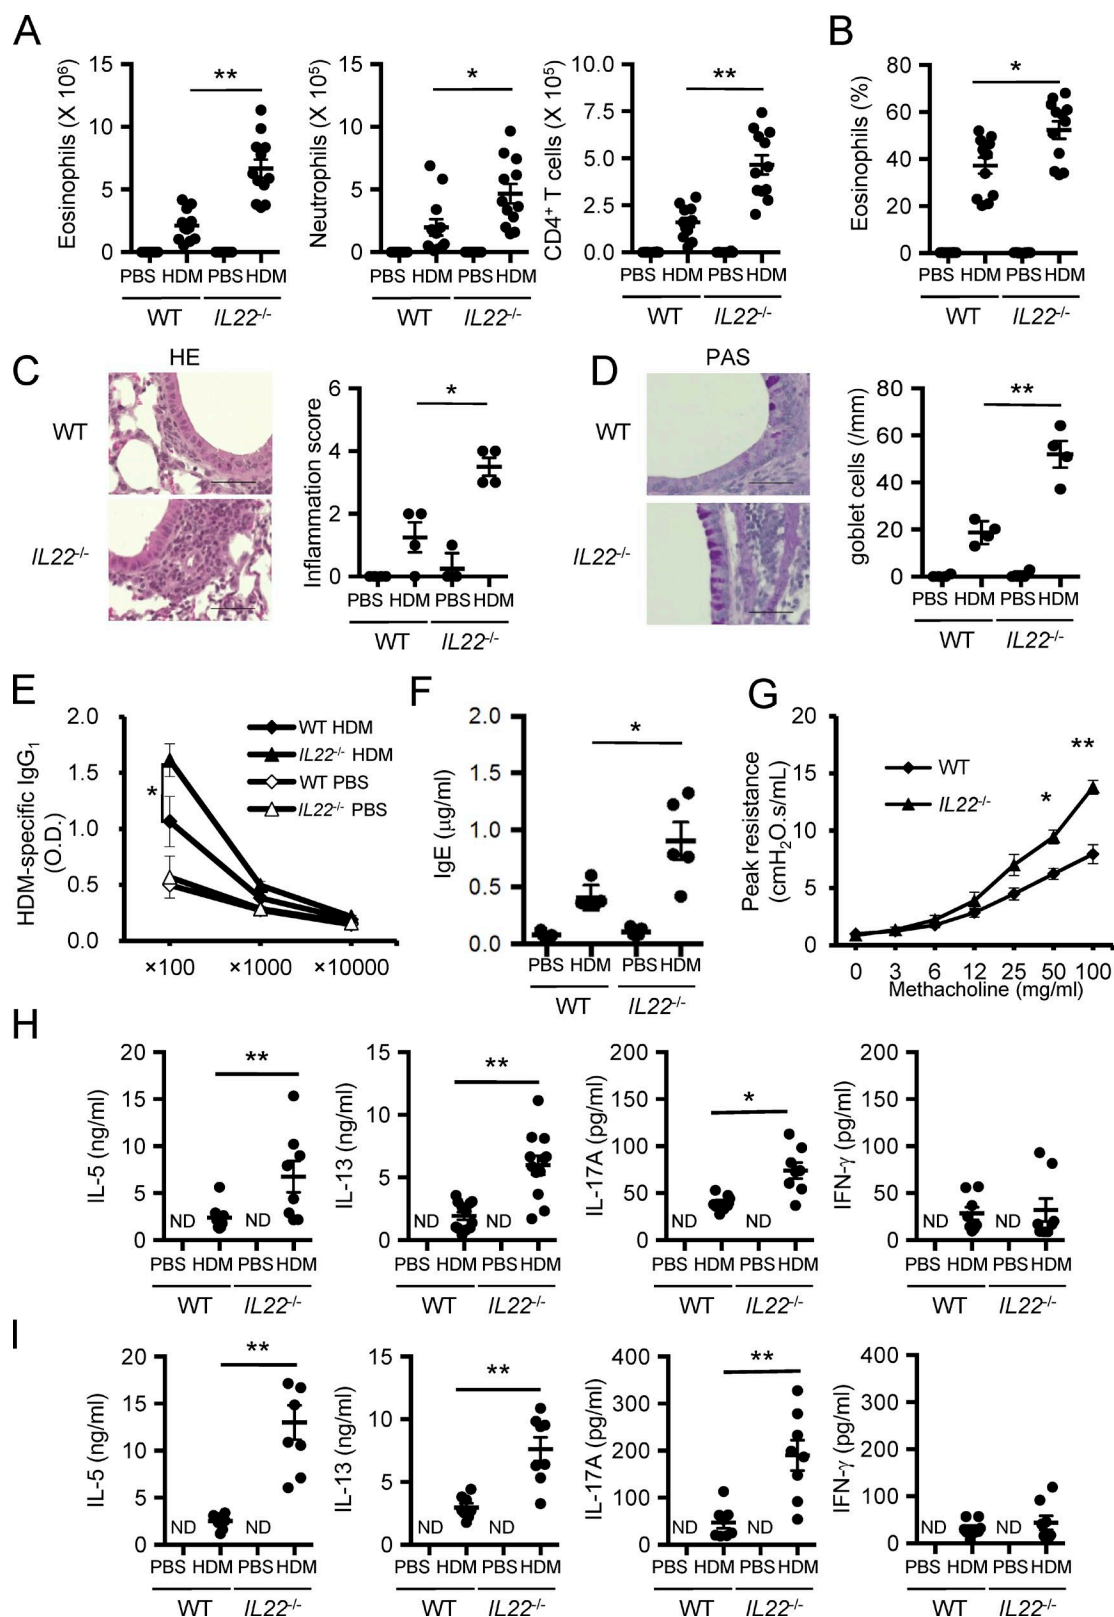 A
Eosinophils (X 10⁶)
15
10
5
0
**
PBS HDM PBS HDM
WT IL22⁻/⁻
Neutrophils (X 10⁵)
15
10
5
0
*
PBS HDM PBS HDM
WT IL22⁻/⁻
CD4⁺ T cells (X 10⁵)
10.0
7.5
5.0
2.5
0.0
**
PBS HDM PBS HDM
WT IL22⁻/⁻
B
Eosinophils (%)
80
60
40
20
0
*
PBS HDM PBS HDM
WT IL22⁻/⁻
C
HE
WT
IL22⁻/⁻
Inflammation score
6
4
2
0
*
PBS HDM PBS HDM
WT IL22⁻/⁻
D
PAS
WT
IL22⁻/⁻
goblet cells (/mm)
80
60
40
20
0
**
PBS HDM PBS HDM
WT IL22⁻/⁻
E
HDM-specific IgG₁
(O.D.)
2.0
1.5
1.0
0.5
0.0
*
WT HDM
IL22⁻/⁻ HDM
WT PBS
IL22⁻/⁻ PBS
×100 ×1000 ×10000
F
IgE (µg/ml)
2.0
1.5
1.0
0.5
0.0
*
PBS HDM PBS HDM
WT IL22⁻/⁻
G
Peak resistance
(cmH₂O.s/mL)
20
15
10
5
0
WT
IL22⁻/⁻
*
**
0 3 6 12 25 50 100
Methacholine (mg/ml)
H
IL-5 (ng/ml)
20
15
10
5
0
**
ND ND
PBS HDM PBS HDM
WT IL22⁻/⁻
IL-13 (ng/ml)
15
10
5
0
**
ND ND
PBS HDM PBS HDM
WT IL22⁻/⁻
IL-17A (pg/ml)
200
150
100
50
0
*
ND ND
PBS HDM PBS HDM
WT IL22⁻/⁻
IFN-γ (pg/ml)
200
150
100
50
0
ND ND
PBS HDM PBS HDM
WT IL22⁻/⁻
I
IL-5 (ng/ml)
20
15
10
5
0
**
ND ND
PBS HDM PBS HDM
WT IL22⁻/⁻
IL-13 (ng/ml)
15
10
5
0
**
ND ND
PBS HDM PBS HDM
WT IL22⁻/⁻
IL-17A (pg/ml)
400
300
200
100
0
**
ND ND
PBS HDM PBS HDM
WT IL22⁻/⁻
IFN-γ (pg/ml)
400
300
200
100
0
ND ND
PBS HDM PBS HDM
WT IL22⁻/⁻